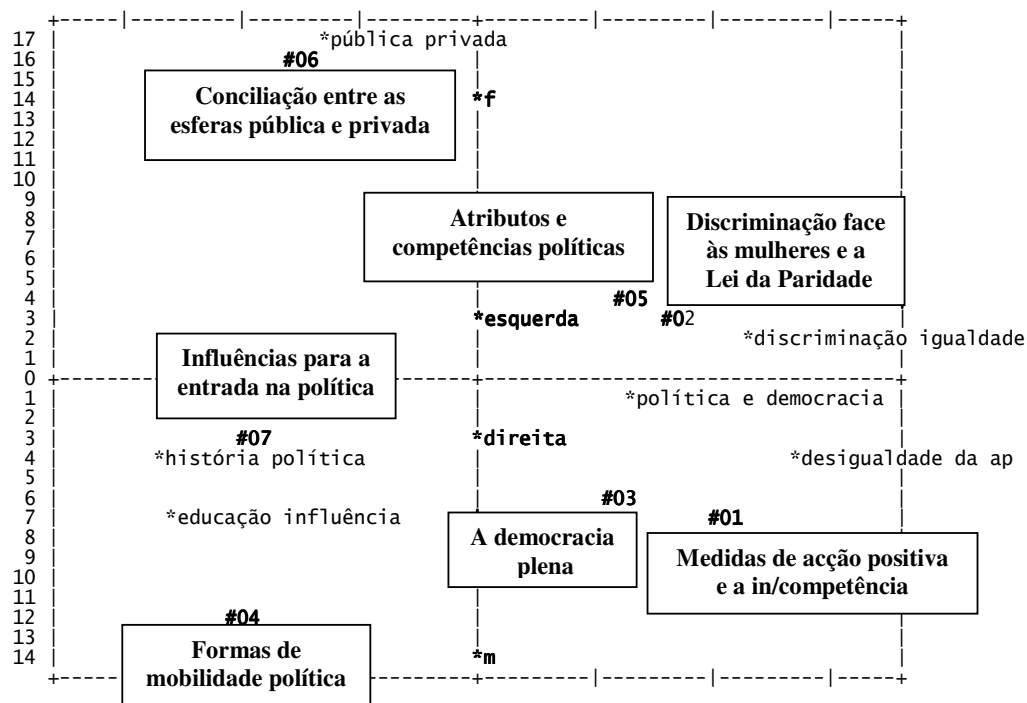 +-----|---------|---------|---------+---------|---------|---------|-----+
17 | *pública privada |
16 | #06 |
15 |
14 | *f
13 |
12 |
11 |
Conciliação entre as
esferas pública e privada
10 |
9 |
8 |
7 |
6 |
5 |
Atributos e
competências políticas
Discriminação face
às mulheres e a
Lei da Paridade
4 | #05
3 | *esquerda #02
2 | *discriminação igualdade
1 |
Influências para a
entrada na política
0 +
1 | *política e democracia
2 |
3 | #07 *direita
4 | *história política *desigualdade da ap
5 |
6 | #03
7 | *educação influência #01
8 |
9 |
10 |
11 |
A democracia
plena
Medidas de acção positiva
e a in/competência
12 | #04
13 |
14 | *m
Formas de
mobilidade política
+-----|---------|---------|---------+---------|---------|---------|-----+